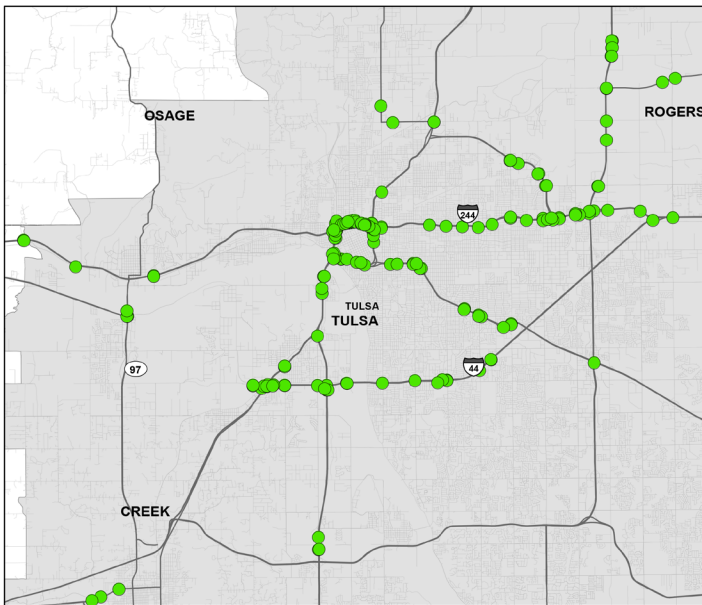 OSAGE
ROGERS
244
TULSA
TULSA
44
97
CREEK